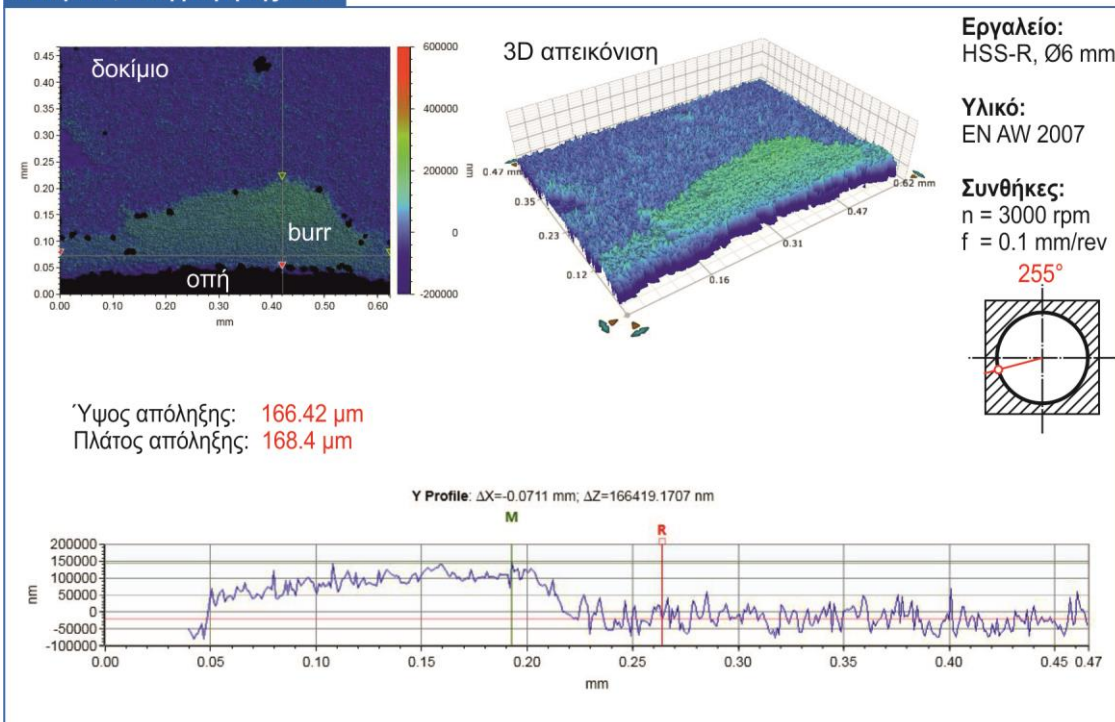 Εργαλείο:
HSS-R, Ø6 mm
Υλικό:
EN AW 2007
Συνθήκες:
n = 3000 rpm
f = 0.1 mm/rev
255°
3D απεικόνιση
0.47 mm
0.35
0.23
0.12
0.16
0.31
0.47
0.62 mm
δοκίμιο
burr
οπή
0.45
0.40
0.35
0.30
0.25
0.20
0.15
0.10
0.05
0.00
mm
0.00 0.10 0.20 0.30 0.40 0.50 0.60
mm
600000
400000
200000
0
-200000
nm
Ύψος απόληξης: 166.42 μm
Πλάτος απόληξης: 168.4 μm
Y Profile: ΔX=-0.0711 mm; ΔZ=166419.1707 nm
M
R
200000
150000
100000
50000
0
-50000
-100000
nm
0.00 0.05 0.10 0.15 0.20 0.25 0.30 0.35 0.40 0.45 0.47
mm